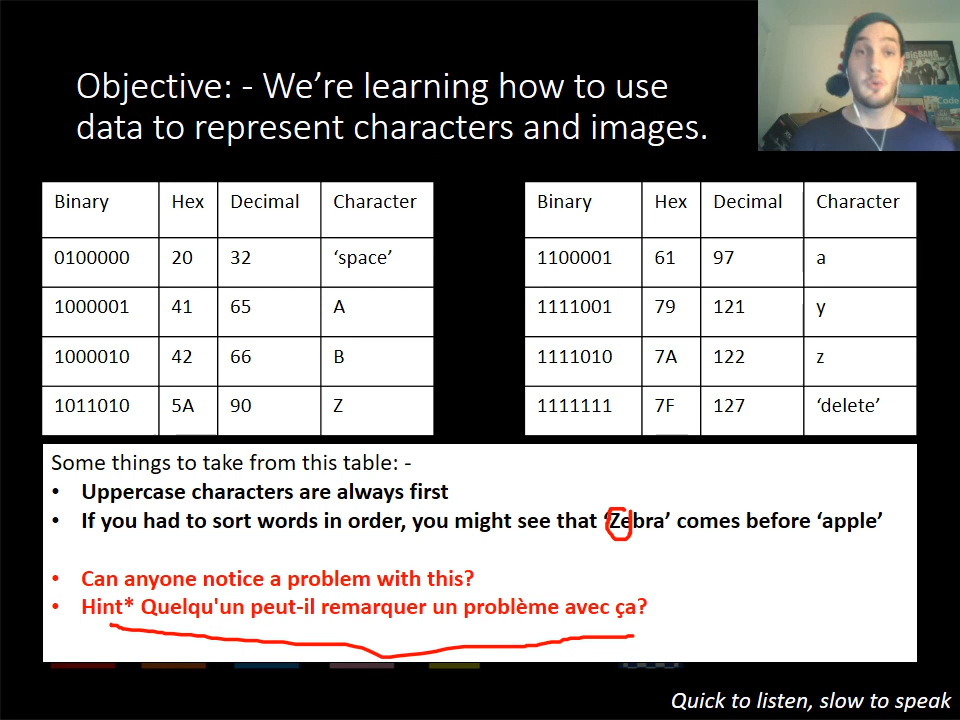 Objective: - We’re learning how to use
data to represent characters and images.
Binary Hex Decimal Character
0100000 20 32 ‘space’
1000001 41 65 A
1000010 42 66 B
1011010 5A 90 Z
Binary Hex Decimal Character
1100001 61 97 a
1111001 79 121 y
1111010 7A 122 z
1111111 7F 127 ‘delete’
Some things to take from this table: -
• Uppercase characters are always first
• If you had to sort words in order, you might see that ‘Zebra’ comes before ‘apple’
• Can anyone notice a problem with this?
• Hint* Quelqu'un peut-il remarquer un problème avec ça?
Quick to listen, slow to speak